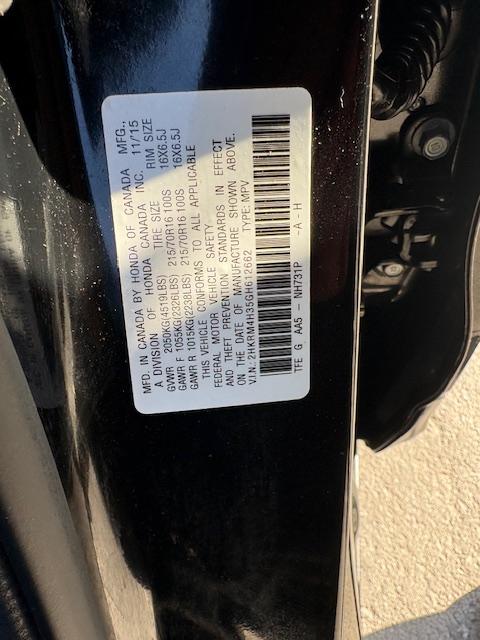 MFD. IN CANADA BY HONDA OF CANADA MFG.,
A DIVISION OF HONDA CANADA INC. 11/15
GVWR 2050KG(4519LBS) TIRE SIZE RIM SIZE
GAWR F 1055KG(2326LBS) 215/70R16 100S 16X6.5J
GAWR R 1015KG(2238LBS) 215/70R16 100S 16X6.5J
THIS VEHICLE CONFORMS TO ALL APPLICABLE
FEDERAL MOTOR VEHICLE SAFETY
AND THEFT PREVENTION STANDARDS IN EFFECT
ON THE DATE OF MANUFACTURE SHOWN ABOVE.
V.I.N.:2HKRM4H35GH612662 TYPE:MPV
TFE G AA5 - NH731P -A-H